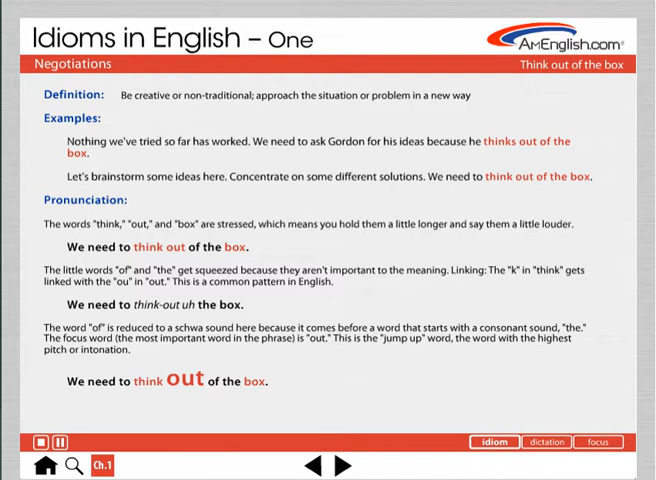 Idioms in English – One
AmEnglish.com
Negotiations
Think out of the box
Definition: Be creative or non-traditional; approach the situation or problem in a new way
Examples:
Nothing we've tried so far has worked. We need to ask Gordon for his ideas because he thinks out of the
box.
Let's brainstorm some ideas here. Concentrate on some different solutions. We need to think out of the box.
Pronunciation:
The words "think," "out," and "box" are stressed, which means you hold them a little longer and say them a little louder.
We need to think out of the box.
The little words "of" and "the" get squeezed because they aren't important to the meaning. Linking: The "k" in "think" gets
linked with the "ou" in "out." This is a common pattern in English.
We need to think-out uh the box.
The word "of" is reduced to a schwa sound here because it comes before a word that starts with a consonant sound, "the."
The focus word (the most important word in the phrase) is "out." This is the "jump up" word, the word with the highest
pitch or intonation.
We need to think out of the box.
idiom
dictation
focus
Ch.1